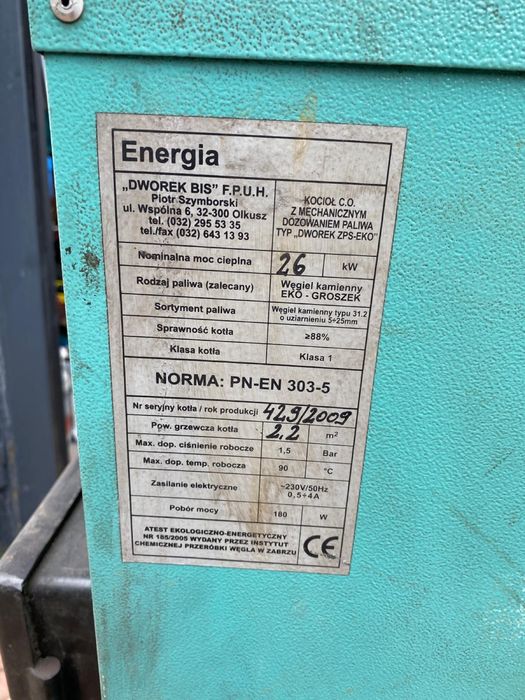 Energia
„DWOREK BIS" F.P.U.H.
Piotr Szymborski
ul. Wspólna 6, 32-300 Olkusz
tel. (032) 295 53 35
tel./fax (032) 643 13 93
KOCIOŁ C.O.
Z MECHANICZNYM
DOZOWANIEM PALIWA
TYP „DWOREK ZPS-EKO"
Nominalna moc cieplna 26 kW
Rodzaj paliwa (zalecany) Węgiel kamienny
EKO - GROSZEK
Sortyment paliwa Węgiel kamienny typu 31.2
o uziarnieniu 5÷25mm
Sprawność kotła ≥88%
Klasa kotła Klasa 1
NORMA: PN-EN 303-5
Nr seryjny kotła / rok produkcji 429/2009
Pow. grzewcza kotła 2,2 m²
Max. dop. ciśnienie robocze 1,5 Bar
Max. dop. temp. robocza 90 °C
Zasilanie elektryczne ~230V/50Hz
0,5÷4A
Pobór mocy 180 W
ATEST EKOLOGICZNO-ENERGETYCZNY
NR 185/2005 WYDANY PRZEZ INSTYTUT
CHEMICZNEJ PRZERÓBKI WĘGLA W ZABRZU
CE